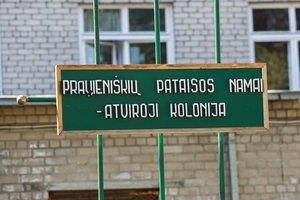 PRAVIENIŠKIŲ PATAISOS NAMAI
-ATVIROJI KOLONIJA